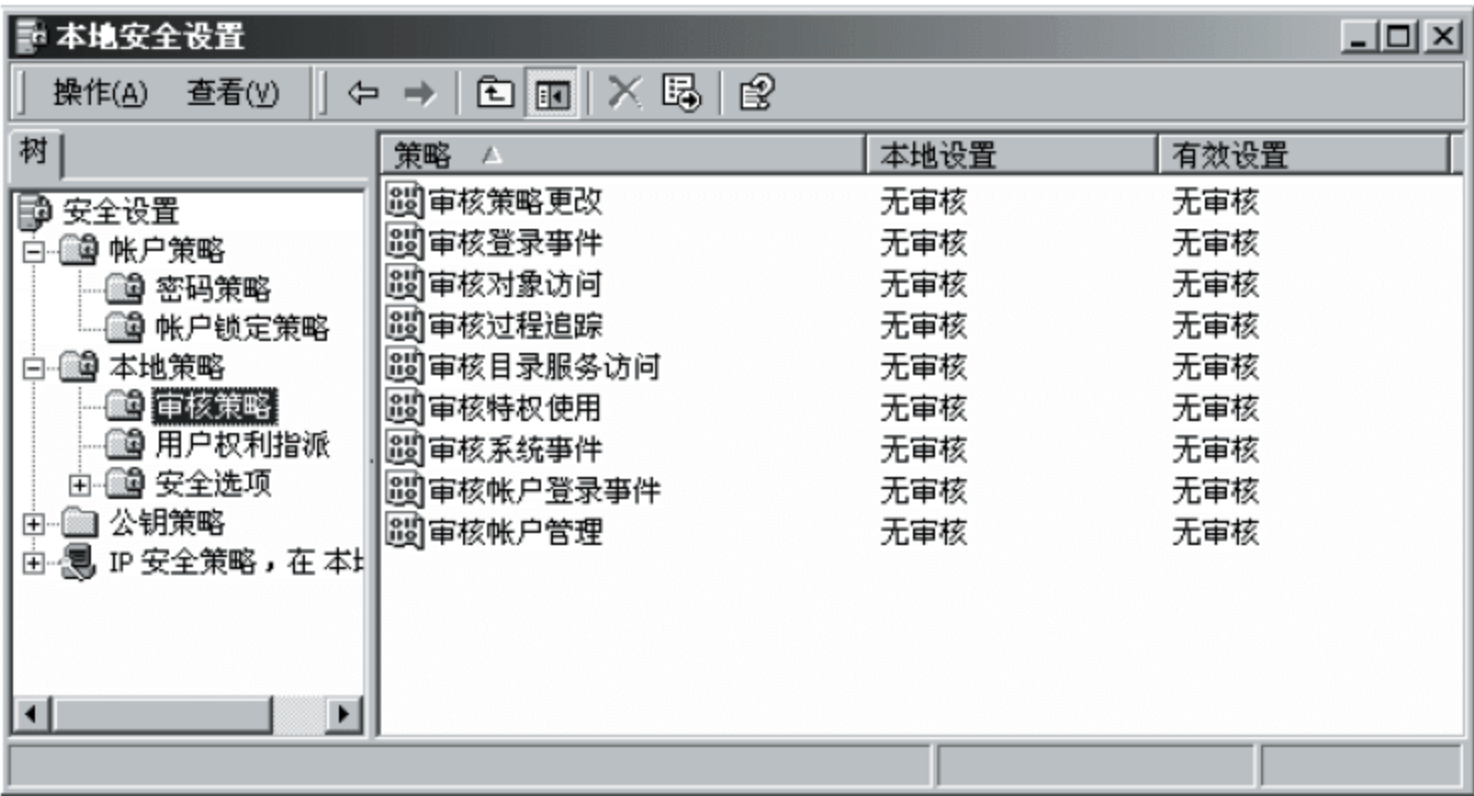 本地安全设置
操作(A) 查看(V)
树
安全设置
帐户策略
密码策略
帐户锁定策略
本地策略
审核策略
用户权利指派
安全选项
公钥策略
IP 安全策略，在 本
策略 本地设置 有效设置
审核策略更改 无审核 无审核
审核登录事件 无审核 无审核
审核对象访问 无审核 无审核
审核过程追踪 无审核 无审核
审核目录服务访问 无审核 无审核
审核特权使用 无审核 无审核
审核系统事件 无审核 无审核
审核帐户登录事件 无审核 无审核
审核帐户管理 无审核 无审核